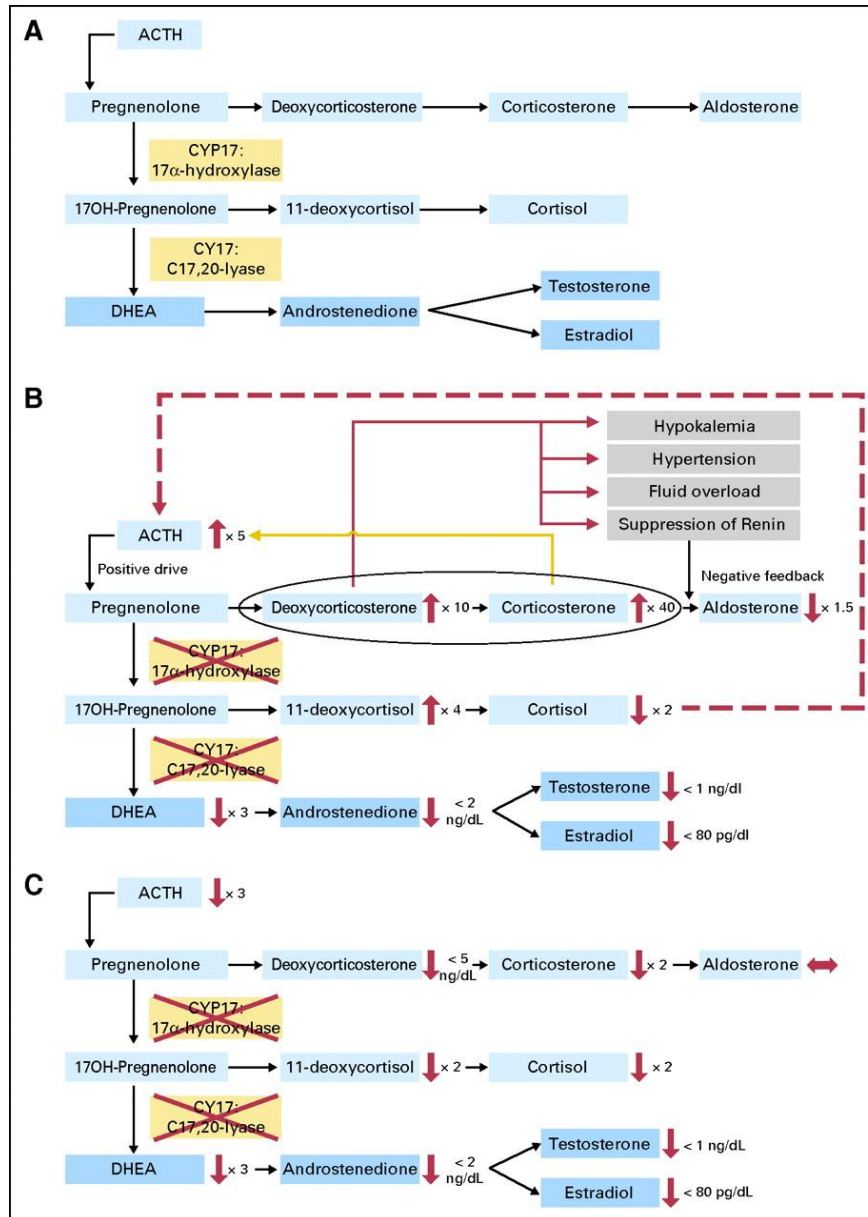 A
ACTH
Pregnenolone
Deoxycorticosterone
Corticosterone
Aldosterone
CYP17:
17α-hydroxylase
17OH-Pregnenolone
11-deoxycortisol
Cortisol
CY17:
C17,20-lyase
DHEA
Androstenedione
Testosterone
Estradiol
B
Hypokalemia
Hypertension
Fluid overload
Suppression of Renin
ACTH
× 5
Positive drive
Negative feedback
Pregnenolone
Deoxycorticosterone
× 10
Corticosterone
× 40
Aldosterone
× 1.5
CYP17:
17α-hydroxylase
17OH-Pregnenolone
11-deoxycortisol
× 4
Cortisol
× 2
CY17:
C17,20-lyase
DHEA
× 3
Androstenedione
< 2
ng/dL
Testosterone
< 1 ng/dl
Estradiol
< 80 pg/dl
C
ACTH
× 3
Pregnenolone
Deoxycorticosterone
< 5
ng/dL
Corticosterone
× 2
Aldosterone
CYP17:
17α-hydroxylase
17OH-Pregnenolone
11-deoxycortisol
× 2
Cortisol
× 2
CY17:
C17,20-lyase
DHEA
× 3
Androstenedione
< 2
ng/dL
Testosterone
< 1 ng/dL
Estradiol
< 80 pg/dL